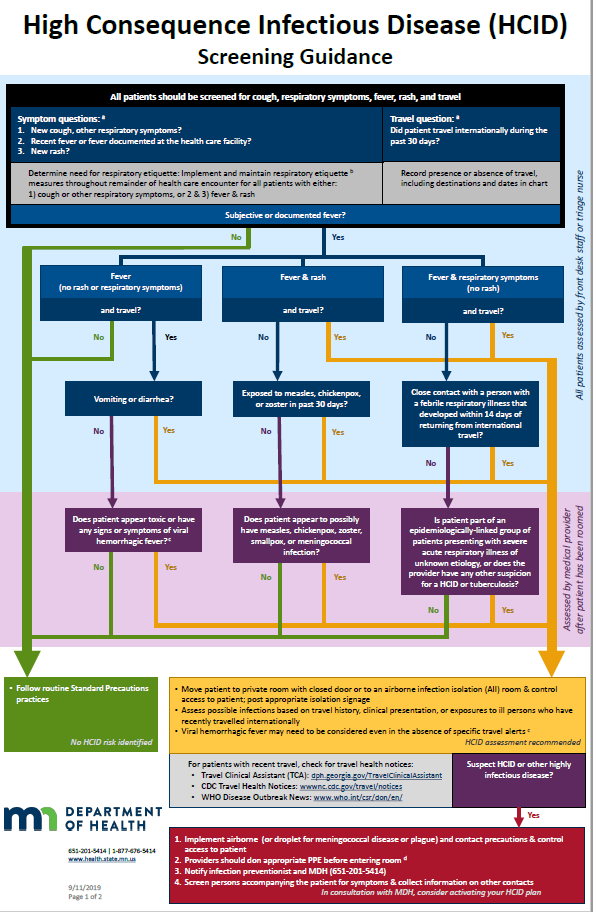 High Consequence Infectious Disease (HCID)
Screening Guidance
All patients should be screened for cough, respiratory symptoms, fever, rash, and travel
Symptom questions: a
1. New cough, other respiratory symptoms?
2. Recent fever or fever documented at the health care facility?
3. New rash?
Travel question: a
Did patient travel internationally during the
past 30 days?
Determine need for respiratory etiquette: Implement and maintain respiratory etiquette b
measures throughout remainder of health care encounter for all patients with either:
1) cough or other respiratory symptoms, or 2 & 3) fever & rash
Record presence or absence of travel,
including destinations and dates in chart
Subjective or documented fever?
No
Yes
Fever
(no rash or respiratory symptoms)
and travel?
Fever & rash
and travel?
Fever & respiratory symptoms
(no rash)
and travel?
No
Yes
No
Yes
No
Yes
Vomiting or diarrhea?
Exposed to measles, chickenpox,
or zoster in past 30 days?
Close contact with a person with
a febrile respiratory illness that
developed within 14 days of
returning from international
travel?
No
Yes
No
Yes
No
Yes
All patients assessed by front desk staff or triage nurse
Does patient appear toxic or have
any signs or symptoms of viral
hemorrhagic fever? c
Does patient appear to possibly
have measles, chickenpox, zoster,
smallpox, or meningococcal
infection?
Is patient part of an
epidemiologically-linked group of
patients presenting with severe
acute respiratory illness of
unknown etiology, or does the
provider have any other suspicion
for a HCID or tuberculosis?
No
Yes
No
Yes
No
Yes
Assessed by medical provider
after patient has been roomed
• Follow routine Standard Precautions
practices
No HCID risk identified
• Move patient to private room with closed door or to an airborne infection isolation (AII) room & control
access to patient; post appropriate isolation signage
• Assess possible infections based on travel history, clinical presentation, or exposures to ill persons who have
recently travelled internationally
• Viral hemorrhagic fever may need to be considered even in the absence of specific travel alerts c
HCID assessment recommended
For patients with recent travel, check for travel health notices:
• Travel Clinical Assistant (TCA): dph.georgia.gov/TravelClinicalAssistant
• CDC Travel Health Notices: wwwnc.cdc.gov/travel/notices
• WHO Disease Outbreak News: www.who.int/csr/don/en/
Suspect HCID or other highly
infectious disease?
Yes
1. Implement airborne (or droplet for meningococcal disease or plague) and contact precautions & control
access to patient
2. Providers should don appropriate PPE before entering room d
3. Notify infection preventionist and MDH (651-201-5414)
4. Screen persons accompanying the patient for symptoms & collect information on other contacts
In consultation with MDH, consider activating your HCID plan
mn DEPARTMENT
OF HEALTH
651-201-5414 | 1-877-676-5414
www.health.state.mn.us
9/11/2019
Page 1 of 2